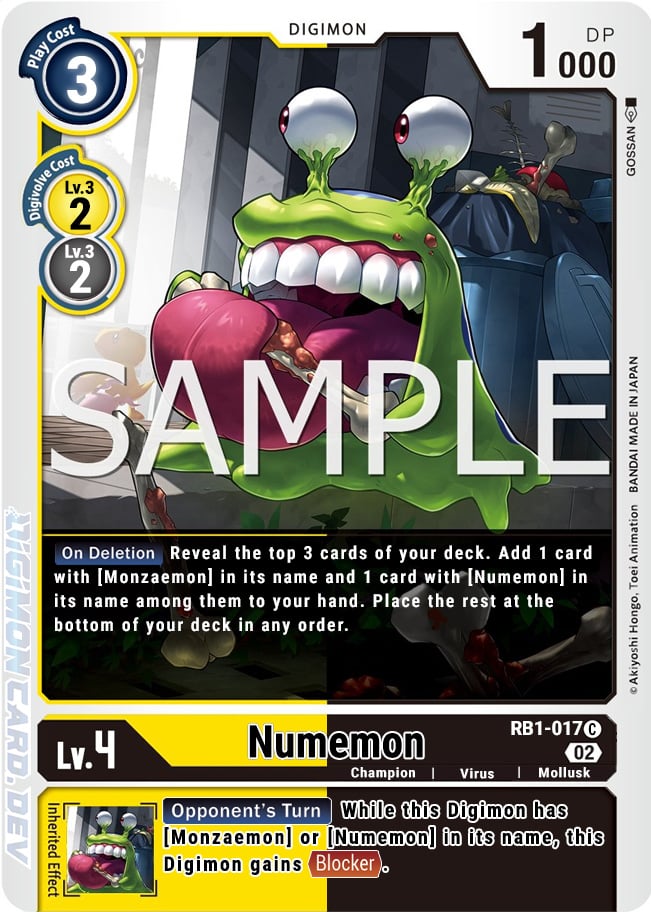 DIGIMON
Play Cost
3
DP
1000
Digivolve Cost
Lv.3
2
Lv.3
2
GOSSAN
SAMPLE
BANDAI MADE IN JAPAN
© Akiyoshi Hongo, Toei Animation
On Deletion Reveal the top 3 cards of your deck. Add 1 card
with [Monzaemon] in its name and 1 card with [Numemon] in
its name among them to your hand. Place the rest at the
bottom of your deck in any order.
DIGIMONCARD.DEV
Lv.4
Numemon
RB1-017 C
02
Champion | Virus | Mollusk
Inherited Effect
Opponent's Turn While this Digimon has
[Monzaemon] or [Numemon] in its name, this
Digimon gains Blocker.